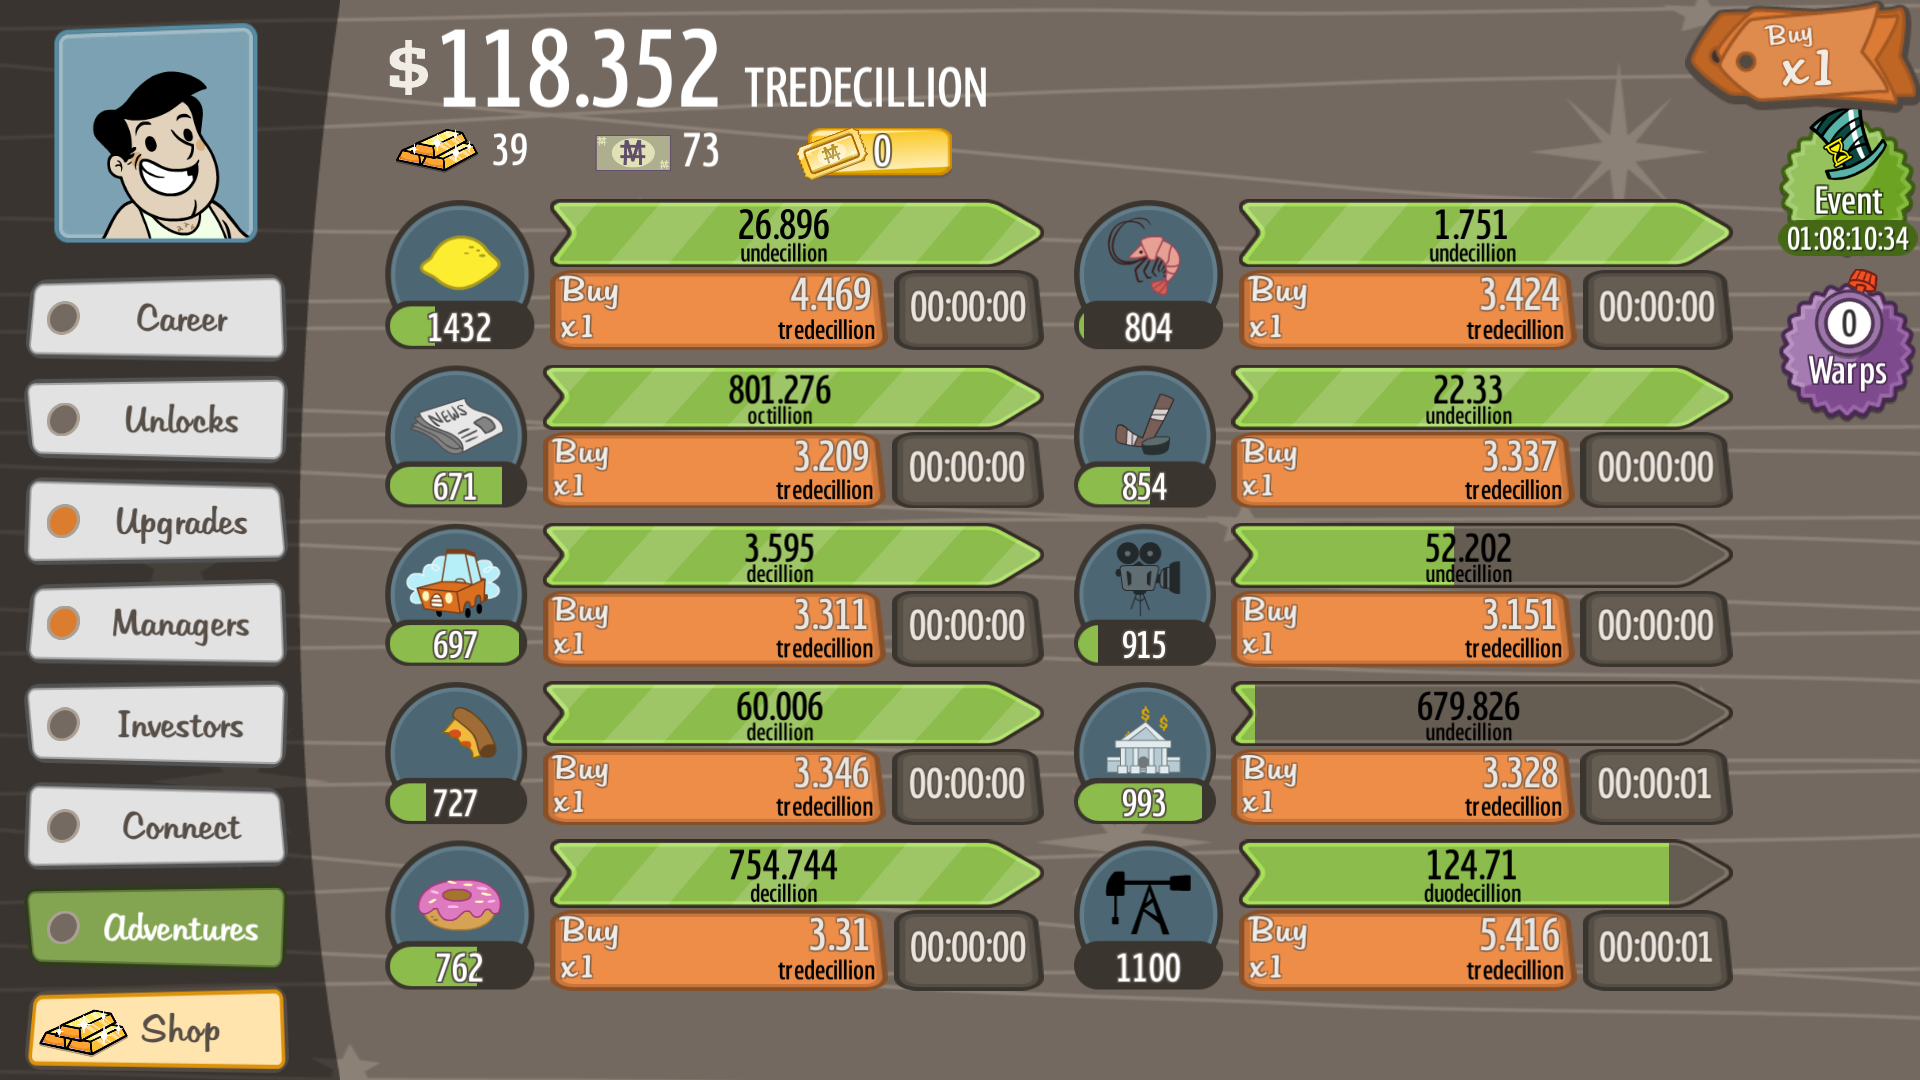 $118.352 TREDECILLION
Buy
x1
39
73
0
Event
01:08:10:34
0
Warps
Career
Unlocks
Upgrades
Managers
Investors
Connect
Adventures
Shop
26.896
undecillion
Buy
x1
4.469
tredecillion
00:00:00
1432
1.751
undecillion
Buy
x1
3.424
tredecillion
00:00:00
804
NEWS
801.276
octillion
Buy
x1
3.209
tredecillion
00:00:00
671
22.33
undecillion
Buy
x1
3.337
tredecillion
00:00:00
854
3.595
decillion
Buy
x1
3.311
tredecillion
00:00:00
697
52.202
undecillion
Buy
x1
3.151
tredecillion
00:00:00
915
60.006
decillion
Buy
x1
3.346
tredecillion
00:00:00
727
679.826
undecillion
Buy
x1
3.328
tredecillion
00:00:01
993
754.744
decillion
Buy
x1
3.31
tredecillion
00:00:00
762
124.71
duodecillion
Buy
x1
5.416
tredecillion
00:00:01
1100